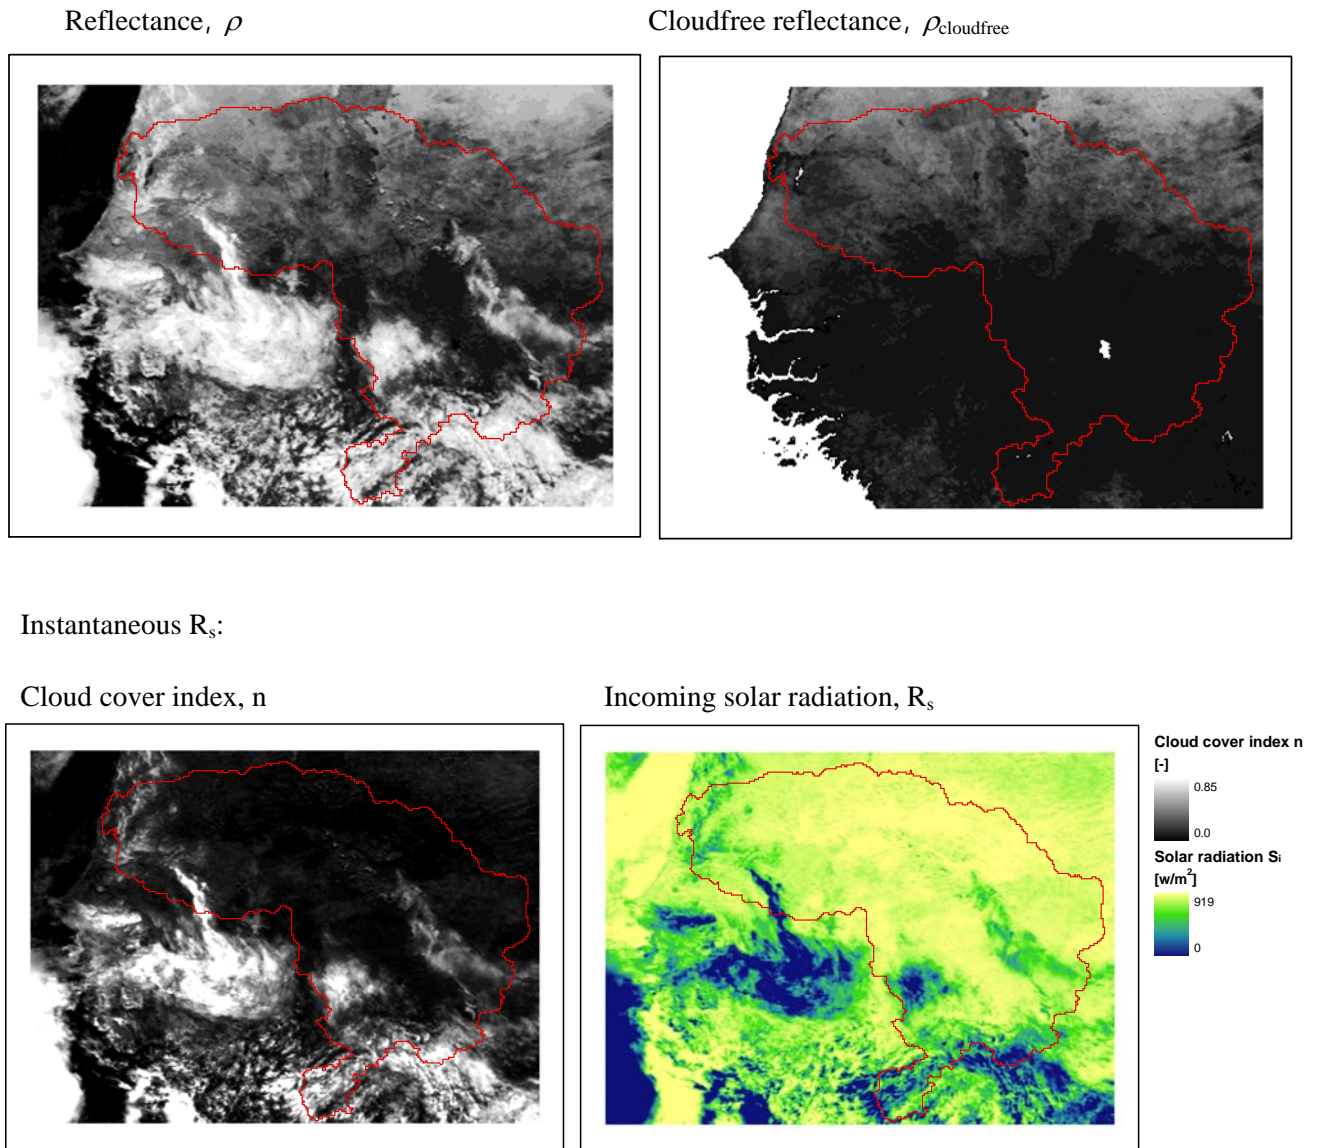 Reflectance, ρ
Cloudfree reflectance, ρcloudfree
Instantaneous Rs:
Cloud cover index, n
Incoming solar radiation, Rs
Cloud cover index n
[-]
0.85
0.0
Solar radiation Si
[w/m²]
919
0